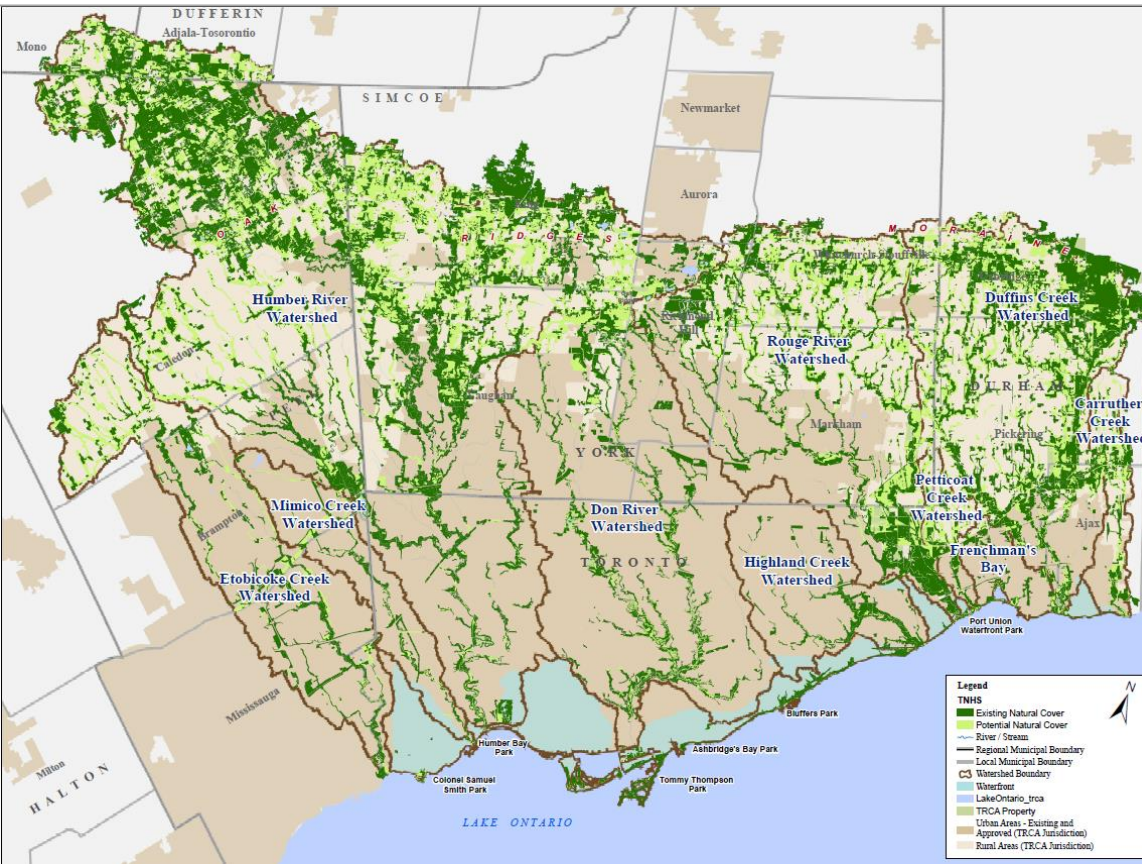 DUFFERIN
Adjala-Tosorontio
Mono
SIMCOE
Newmarket
Aurora
OAK
RIDGES
MORAINE
Richmond
Hill
Humber River
Watershed
Duffins Creek
Watershed
Rouge River
Watershed
Caledon
PEEL
Vaughan
DURHAM
Carruther
Creek
Watershe
Markham
Pickering
YORK
Petticoat
Creek
Watershed
Mimico Creek
Watershed
Don River
Watershed
Brampton
Ajax
Frenchman's
Bay
TORONTO
Highland Creek
Watershed
Etobicoke Creek
Watershed
Port Union
Waterfront Park
Mississauga
Bluffers Park
Humber Bay
Park
Ashbridge's Bay Park
Milton
HALTON
Colonel Samuel
Smith Park
Tommy Thompson
Park
LAKE ONTARIO
Legend
N
TNHS
Existing Natural Cover
Potential Natural Cover
River / Stream
Regional Municipal Boundary
Local Municipal Boundary
Watershed Boundary
Waterfront
LakeOntario_trca
TRCA Property
Urban Areas - Existing and
Approved (TRCA Jurisdiction)
Rural Areas (TRCA Jurisdiction)